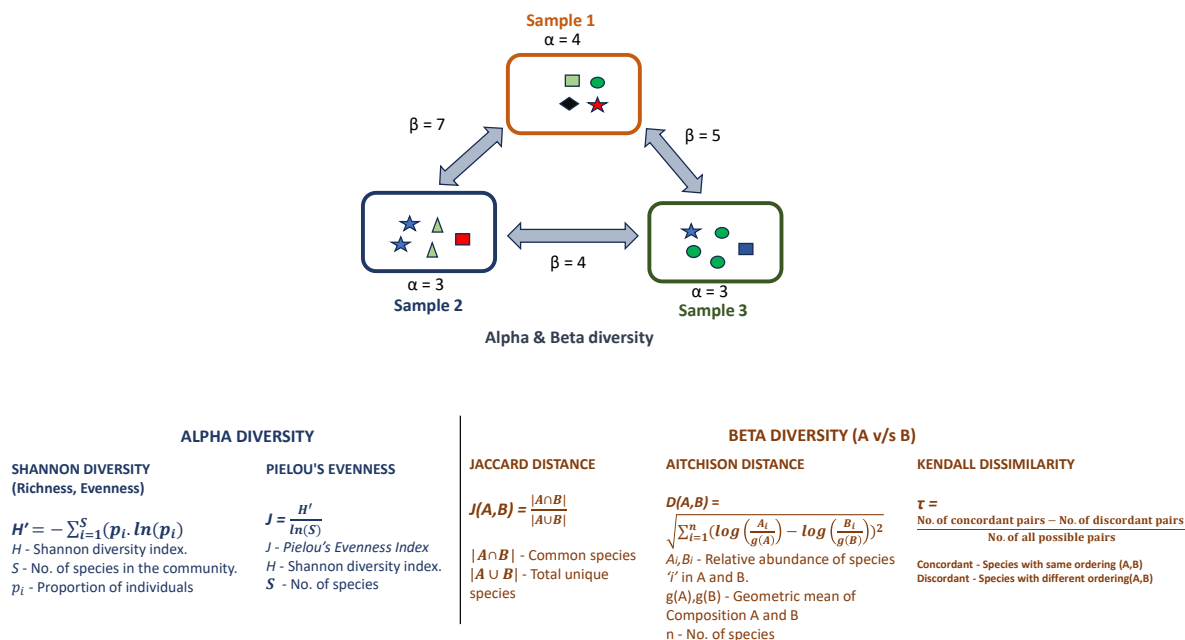 Sample 1
α = 4
β = 7
β = 5
β = 4
α = 3
Sample 2
α = 3
Sample 3
Alpha & Beta diversity
ALPHA DIVERSITY
SHANNON DIVERSITY
(Richness, Evenness)
H′ = − ∑_{i=1}^{S}(p_i. ln(p_i)
H - Shannon diversity index.
S - No. of species in the community.
p_i - Proportion of individuals
PIELOU'S EVENNESS
J = H′/ln(S)
J - Pielou's Evenness Index
H - Shannon diversity index.
S - No. of species
BETA DIVERSITY (A v/s B)
JACCARD DISTANCE
J(A,B) = |A∩B|/|A∪B|
|A∩B| - Common species
|A ∪ B| - Total unique
species
AITCHISON DISTANCE
D(A,B) =
√∑_{i=1}^{n}(log(A_i/g(A)) − log(B_i/g(B)))²
A_i,B_i - Relative abundance of species
‘i’ in A and B.
g(A),g(B) - Geometric mean of
Composition A and B
n - No. of species
KENDALL DISSIMILARITY
τ =
No. of concordant pairs − No. of discordant pairs
No. of all possible pairs
Concordant - Species with same ordering (A,B)
Discordant - Species with different ordering(A,B)